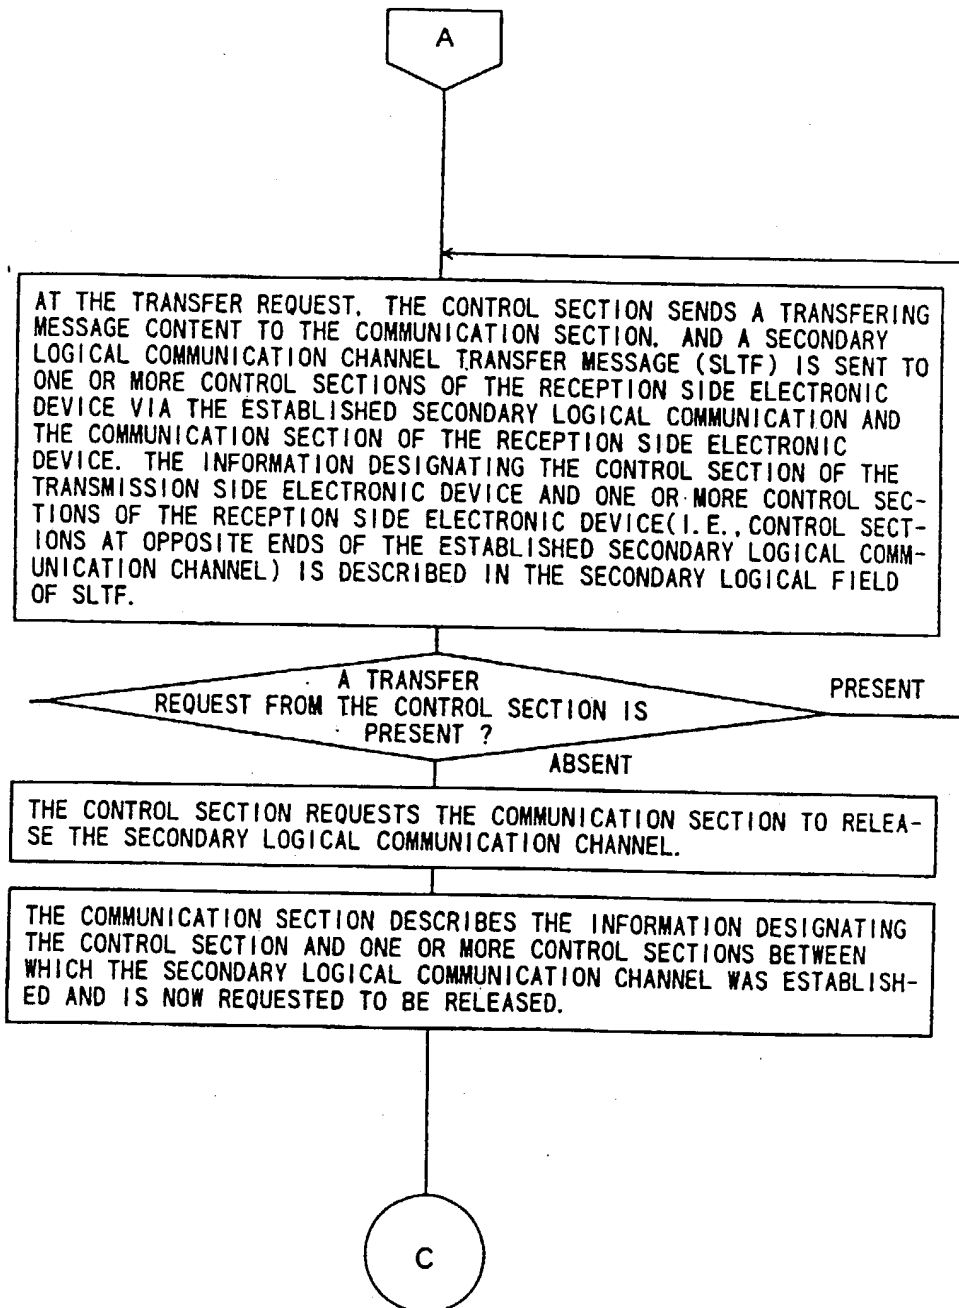 A
AT THE TRANSFER REQUEST. THE CONTROL SECTION SENDS A TRANSFERING
MESSAGE CONTENT TO THE COMMUNICATION SECTION. AND A SECONDARY
LOGICAL COMMUNICATION CHANNEL TRANSFER MESSAGE (SLTF) IS SENT TO
ONE OR MORE CONTROL SECTIONS OF THE RECEPTION SIDE ELECTRONIC
DEVICE VIA THE ESTABLISHED SECONDARY LOGICAL COMMUNICATION AND
THE COMMUNICATION SECTION OF THE RECEPTION SIDE ELECTRONIC
DEVICE. THE INFORMATION DESIGNATING THE CONTROL SECTION OF THE
TRANSMISSION SIDE ELECTRONIC DEVICE AND ONE OR MORE CONTROL SEC-
TIONS OF THE RECEPTION SIDE ELECTRONIC DEVICE(I.E., CONTROL SECT-
IONS AT OPPOSITE ENDS OF THE ESTABLISHED SECONDARY LOGICAL COMM-
UNICATION CHANNEL) IS DESCRIBED IN THE SECONDARY LOGICAL FIELD
OF SLTF.
A TRANSFER
REQUEST FROM THE CONTROL SECTION IS
PRESENT ?
PRESENT
ABSENT
THE CONTROL SECTION REQUESTS THE COMMUNICATION SECTION TO RELEA-
SE THE SECONDARY LOGICAL COMMUNICATION CHANNEL.
THE COMMUNICATION SECTION DESCRIBES THE INFORMATION DESIGNATING
THE CONTROL SECTION AND ONE OR MORE CONTROL SECTIONS BETWEEN
WHICH THE SECONDARY LOGICAL COMMUNICATION CHANNEL WAS ESTABLISH-
ED AND IS NOW REQUESTED TO BE RELEASED.
C